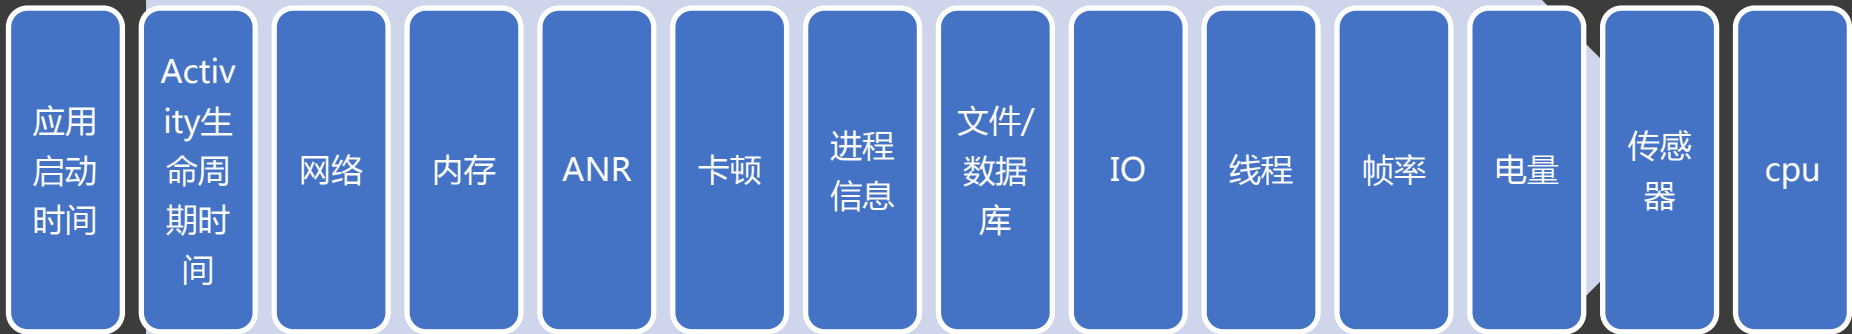 应用
启动
时间
Activ
ity生
命周
期时
间
网络
内存
ANR
卡顿
进程
信息
文件/
数据
库
IO
线程
帧率
电量
传感
器
cpu